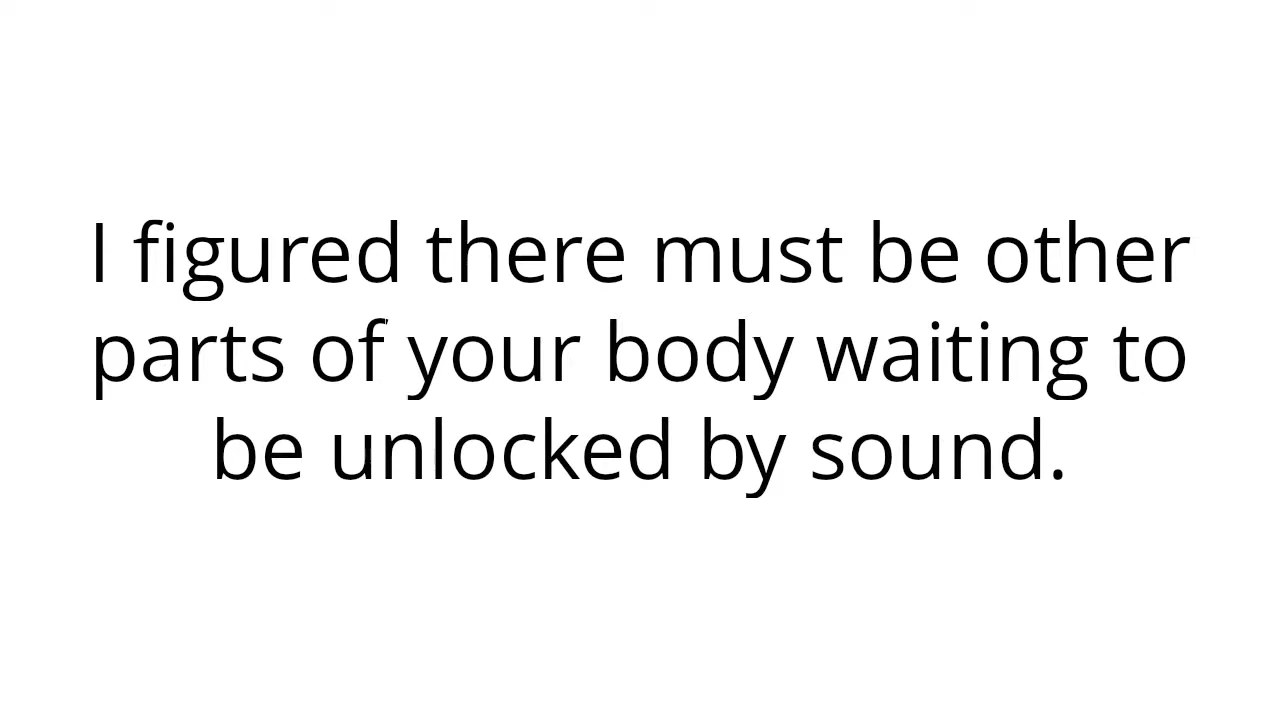 I figured there must be other
parts of your body waiting to
be unlocked by sound.